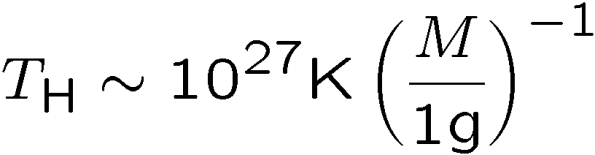 T_H ∼ 10^{27}K (M/1g)^{−1}